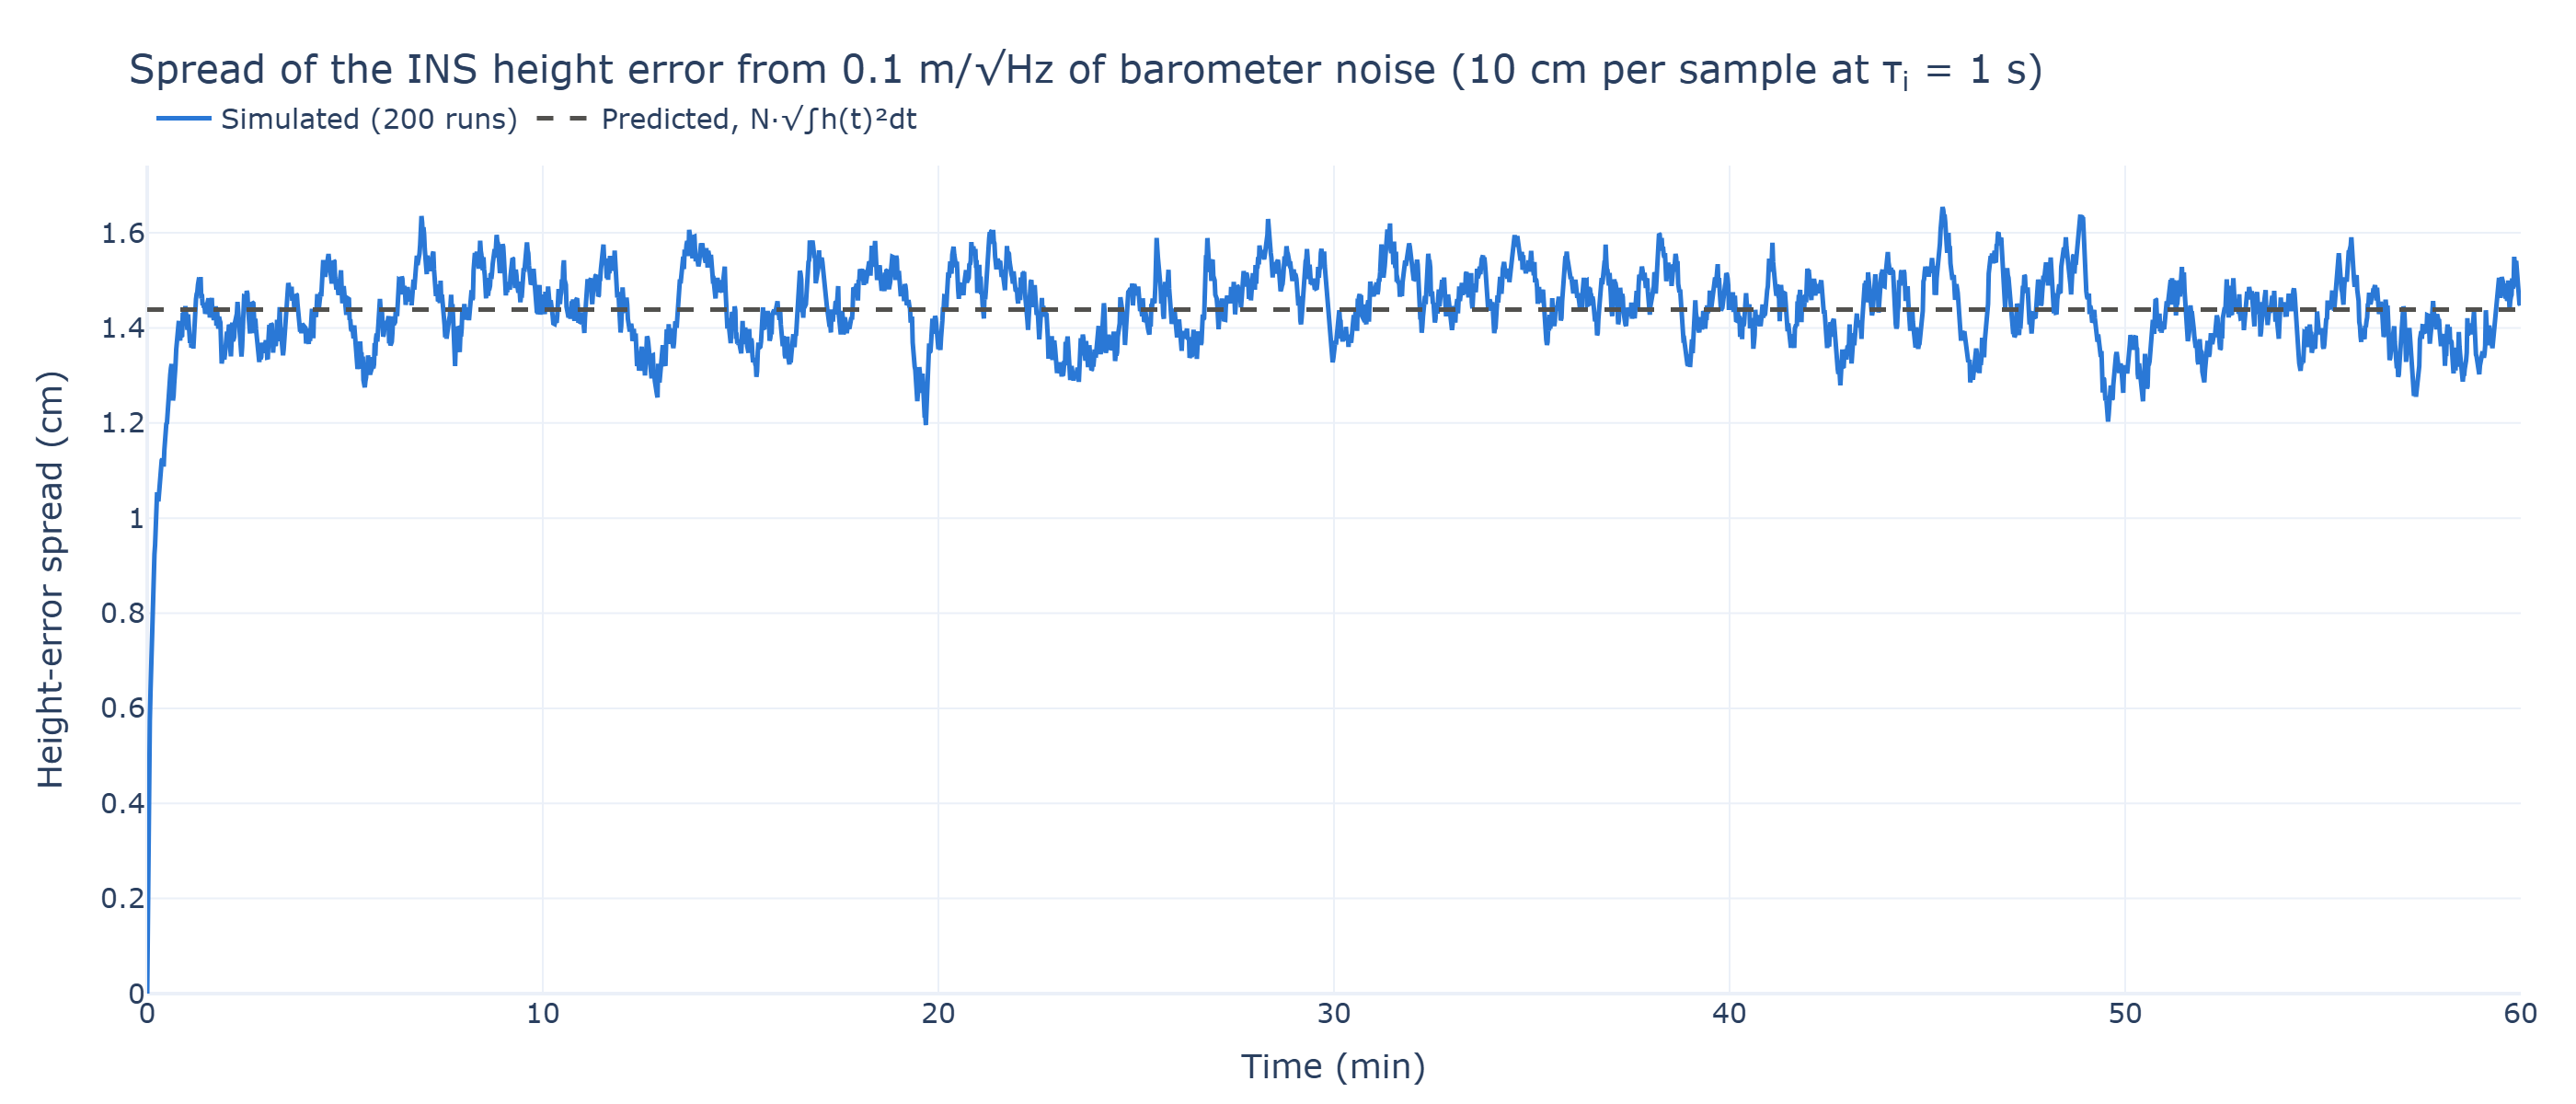 Spread of the INS height error from 0.1 m/√Hz of barometer noise (10 cm per sample at τᵢ = 1 s)
Simulated (200 runs) Predicted, N·√∫h(t)²dt
Height-error spread (cm)
1.6
1.4
1.2
1
0.8
0.6
0.4
0.2
0
0 10 20 30 40 50 60
Time (min)